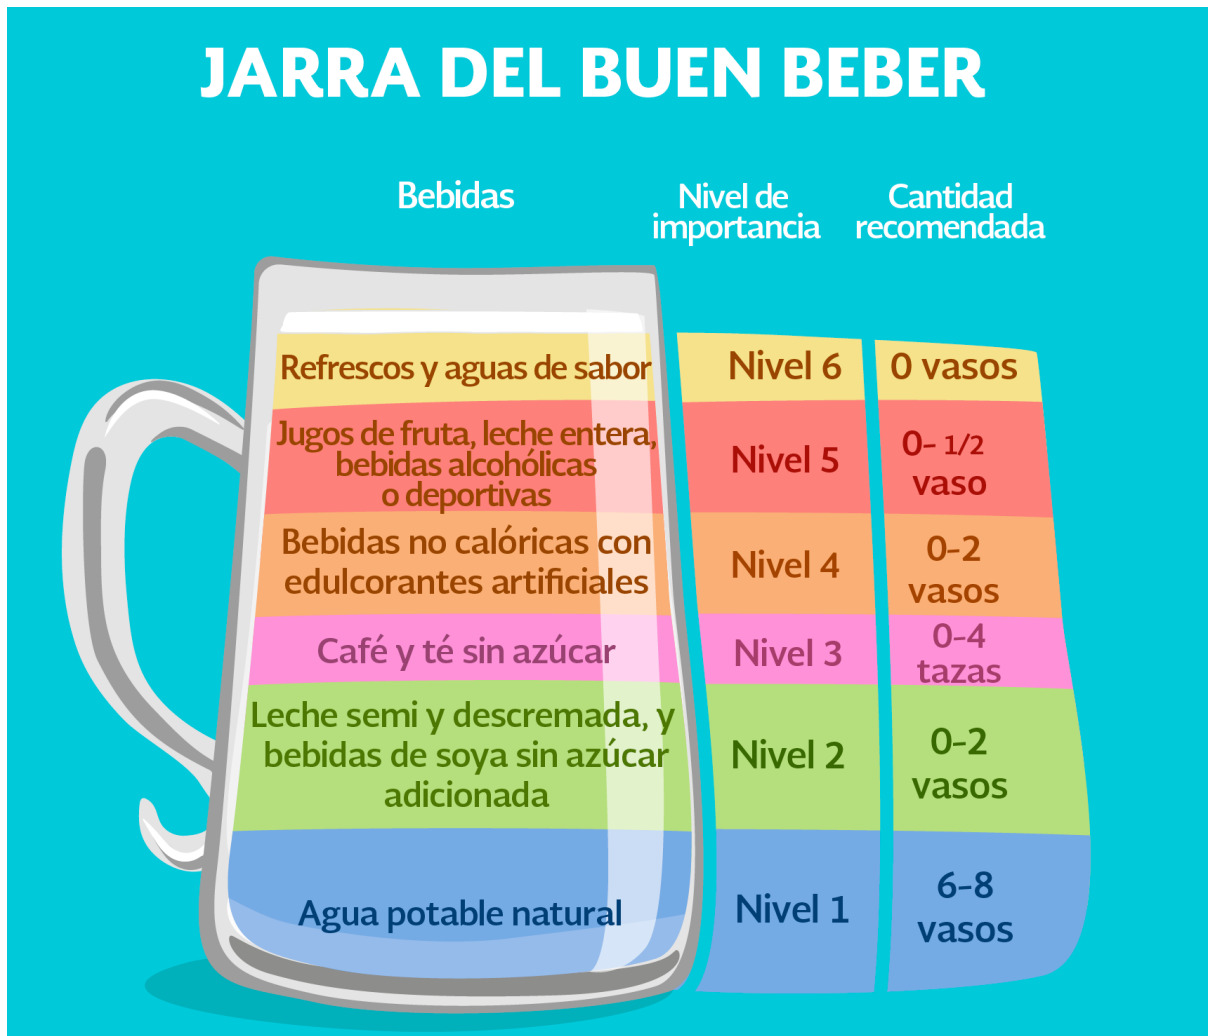 JARRA DEL BUEN BEBER
Bebidas
Nivel de
importancia
Cantidad
recomendada
Refrescos y aguas de sabor
Nivel 6
0 vasos
Jugos de fruta, leche entera,
bebidas alcohólicas
o deportivas
Nivel 5
0- 1/2
vaso
Bebidas no calóricas con
edulcorantes artificiales
Nivel 4
0-2
vasos
Café y té sin azúcar
Nivel 3
0-4
tazas
Leche semi y descremada, y
bebidas de soya sin azúcar
adicionada
Nivel 2
0-2
vasos
Agua potable natural
Nivel 1
6-8
vasos